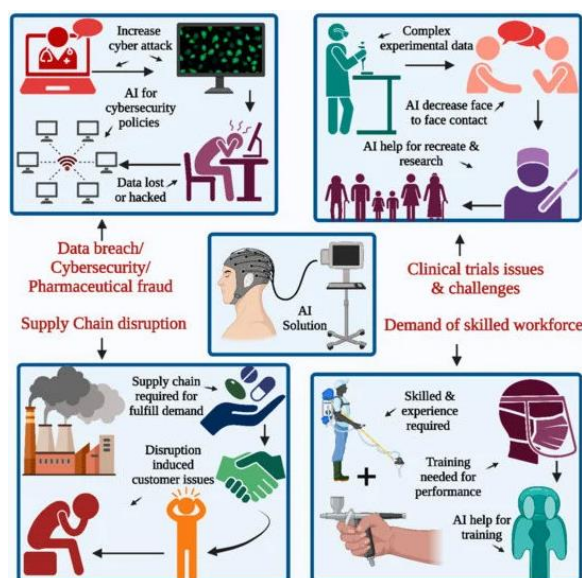 Increase
cyber attack
AI for
cybersecurity
policies
Data lost
or hacked
Complex
experimental data
AI decrease face
to face contact
AI help for recreate &
research
Data breach/
Cybersecurity/
Pharmaceutical fraud
Supply Chain disruption
AI
Solution
Clinical trials issues
& challenges
Demand of skilled workforce
Supply chain
required for
fulfill demand
Disruption
induced
customer issues
Skilled &
experience
required
Training
needed for
performance
AI help for
training